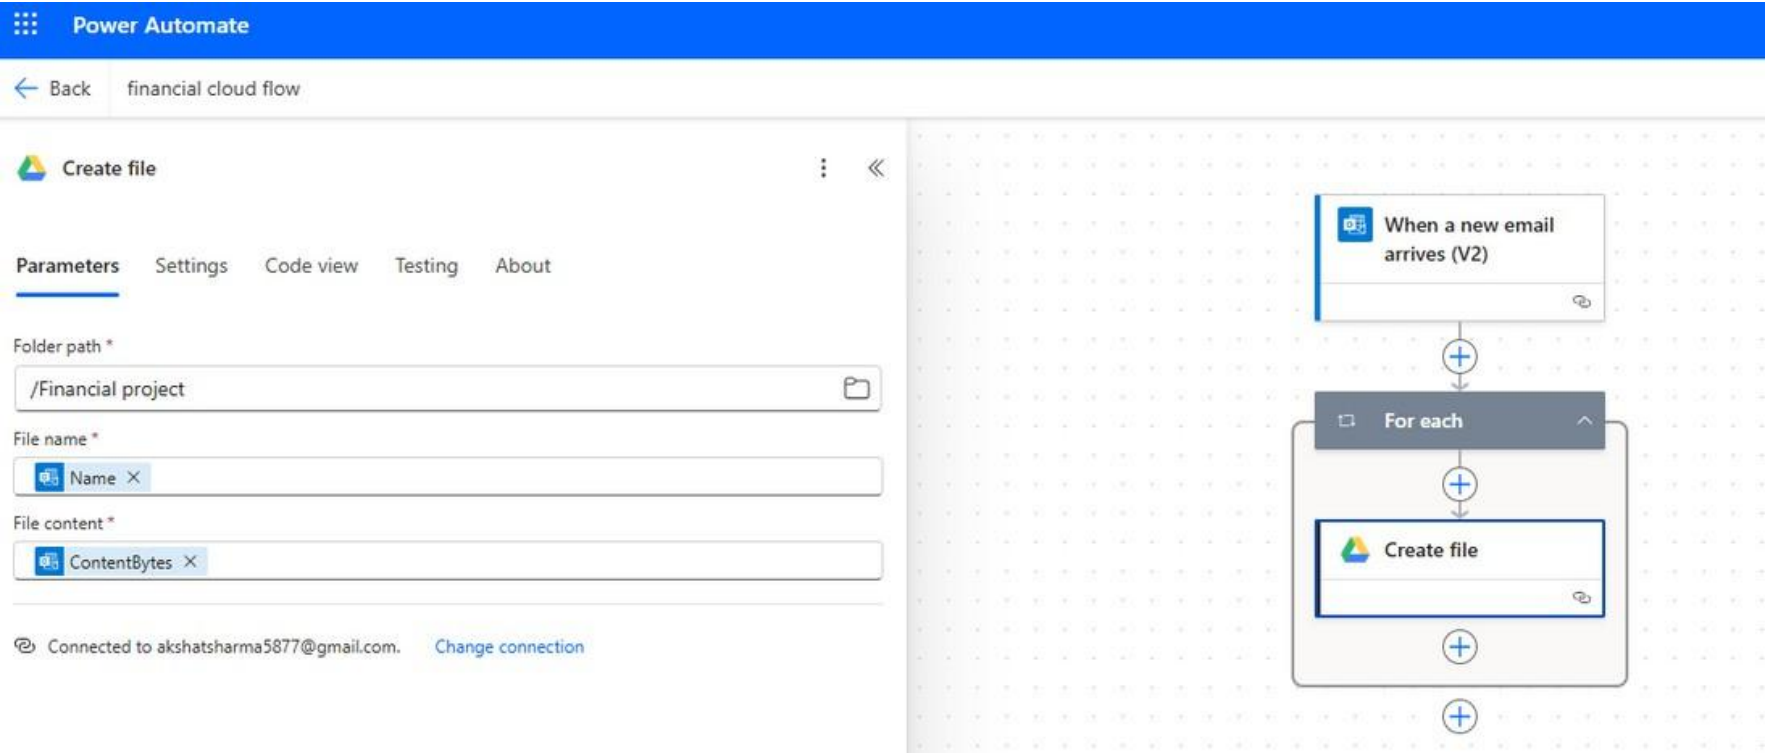 Power Automate
Back financial cloud flow
Create file
Parameters Settings Code view Testing About
Folder path *
/Financial project
File name *
Name ×
File content *
ContentBytes ×
Connected to akshatsharma5877@gmail.com. Change connection
When a new email
arrives (V2)
For each
Create file